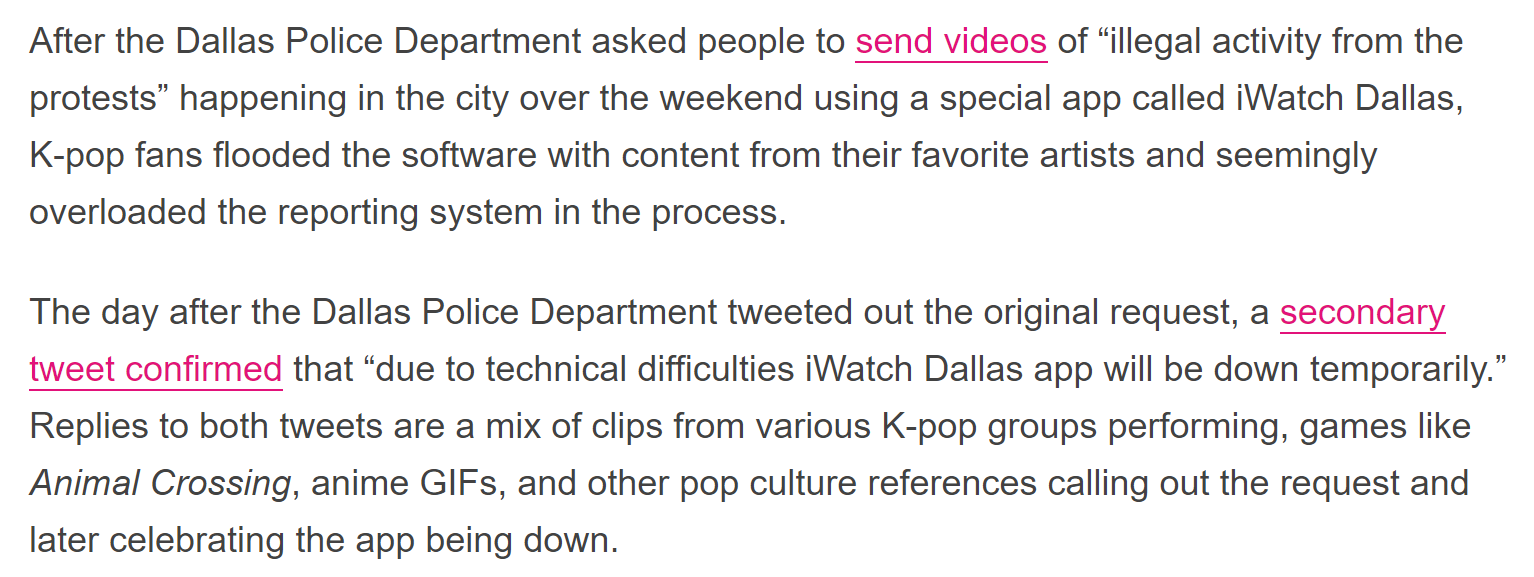 After the Dallas Police Department asked people to send videos of “illegal activity from the
protests” happening in the city over the weekend using a special app called iWatch Dallas,
K-pop fans flooded the software with content from their favorite artists and seemingly
overloaded the reporting system in the process.
The day after the Dallas Police Department tweeted out the original request, a secondary
tweet confirmed that “due to technical difficulties iWatch Dallas app will be down temporarily.”
Replies to both tweets are a mix of clips from various K-pop groups performing, games like
Animal Crossing, anime GIFs, and other pop culture references calling out the request and
later celebrating the app being down.